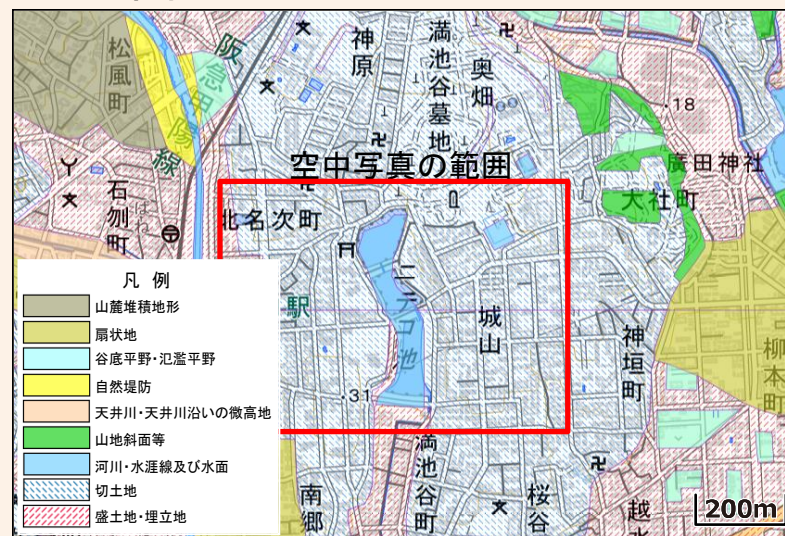 松風町
阪急甲陽線
神原
満池谷墓地
奥畑
・18
石刎町
はね
空中写真の範囲
廣田神社
大社町
北名次町
駅
ニテコ池
城山
神垣町
柳本町
・31
満池谷町
南郷
桜谷
越水
200m
凡 例
山麓堆積地形
扇状地
谷底平野・氾濫平野
自然堤防
天井川・天井川沿いの微高地
山地斜面等
河川・水涯線及び水面
切土地
盛土地・埋立地